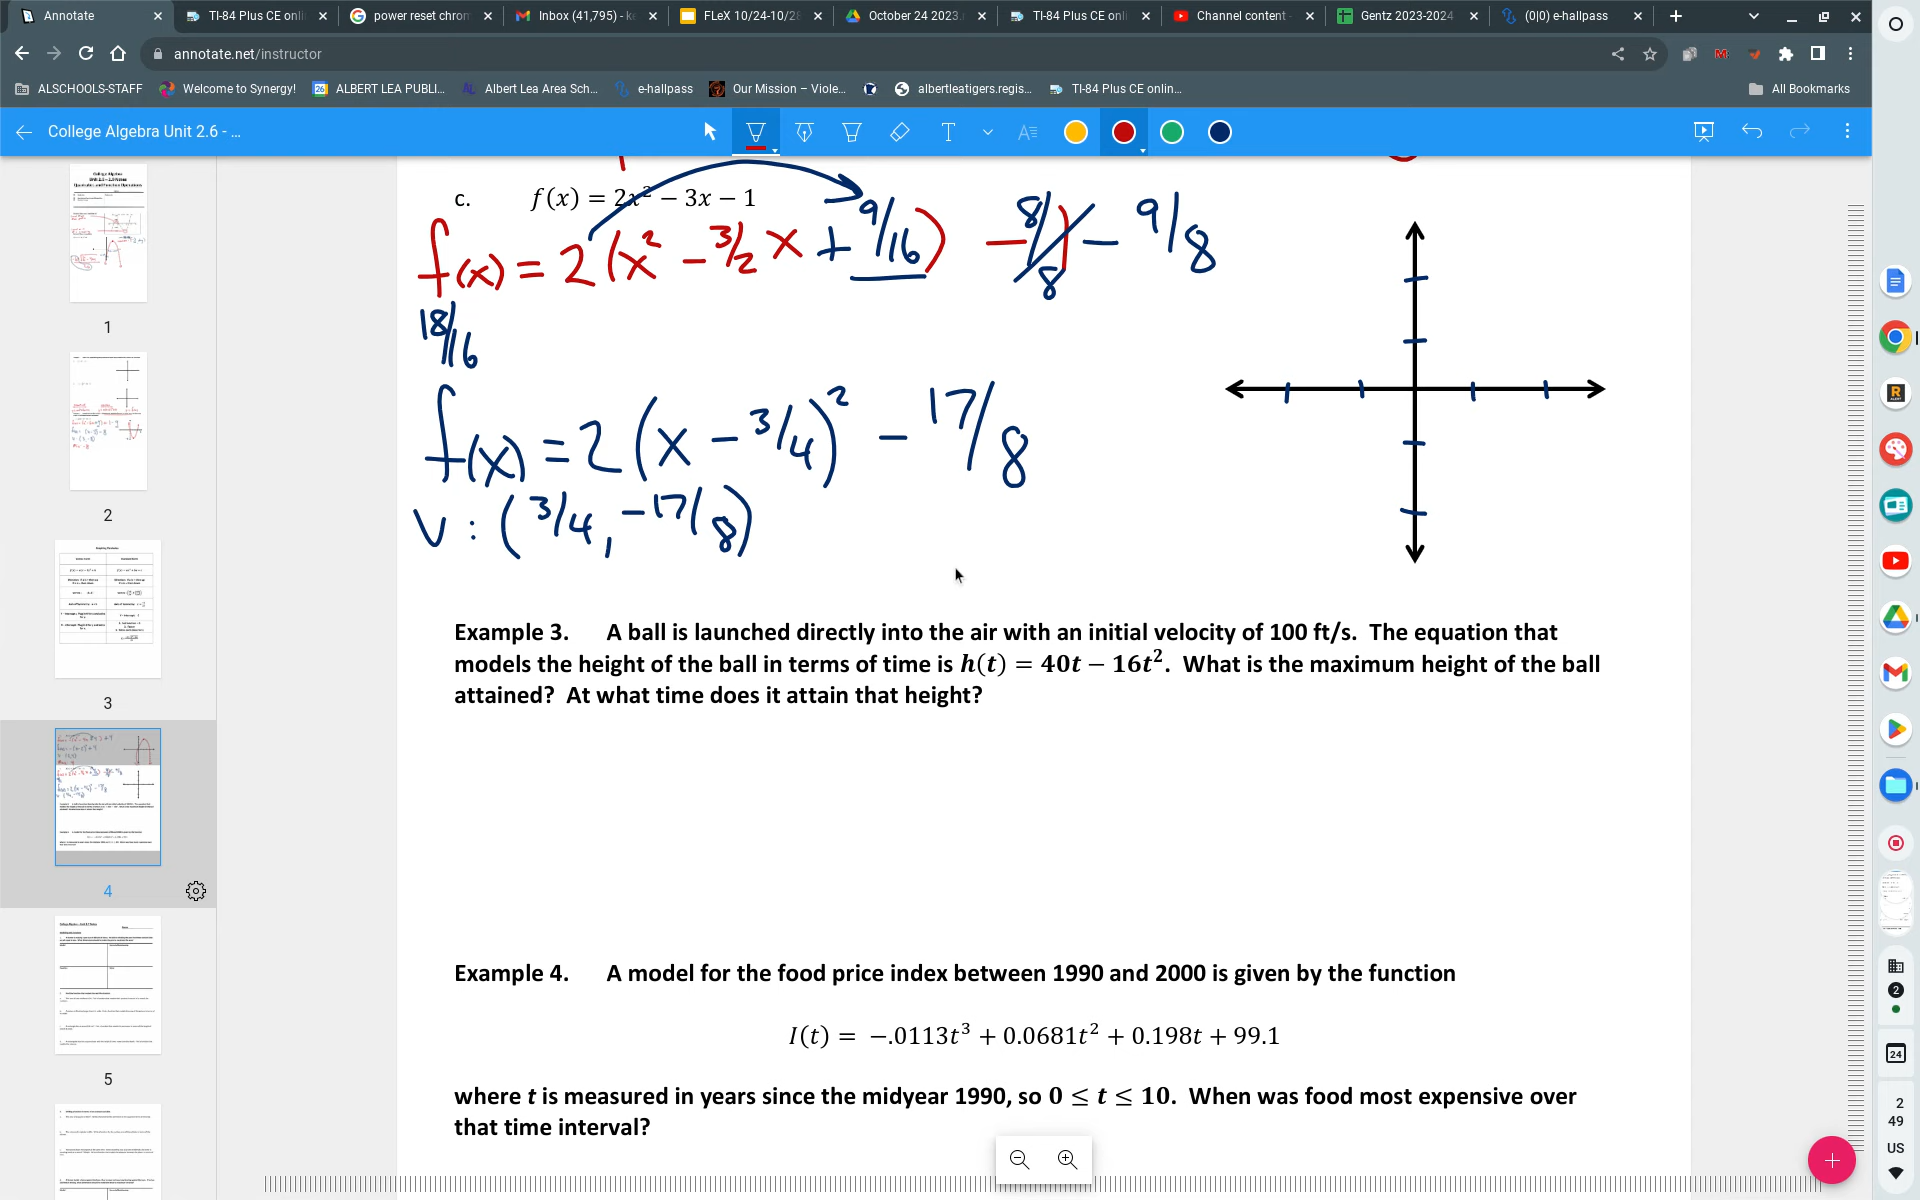 Annotate
TI-84 Plus CE onli
power reset chrom
Inbox (41,795) - k
FLeX 10/24-10/28
October 24 2023.
TI-84 Plus CE onli
Channel content -
Gentz 2023-2024
(0|0) e-hallpass
annotate.net/instructor
ALSCHOOLS-STAFF
Welcome to Synergy!
ALBERT LEA PUBLI...
Albert Lea Area Sch...
e-hallpass
Our Mission – Viole...
albertleatigers.regis...
TI-84 Plus CE onlin...
All Bookmarks
College Algebra Unit 2.6 - ...
1
2
3
4
5
c. f(x) = 2x² − 3x − 1
f(x) = 2(x² − 3/2 x + 9/16) − 8/8 − 9/8
18/16
f(x) = 2(x − 3/4)² − 17/8
V : (3/4, −17/8)
Example 3. A ball is launched directly into the air with an initial velocity of 100 ft/s. The equation that
models the height of the ball in terms of time is h(t) = 40t − 16t². What is the maximum height of the ball
attained? At what time does it attain that height?
Example 4. A model for the food price index between 1990 and 2000 is given by the function
I(t) = −.0113t³ + 0.0681t² + 0.198t + 99.1
where t is measured in years since the midyear 1990, so 0 ≤ t ≤ 10. When was food most expensive over
that time interval?
2
24
2
49
US